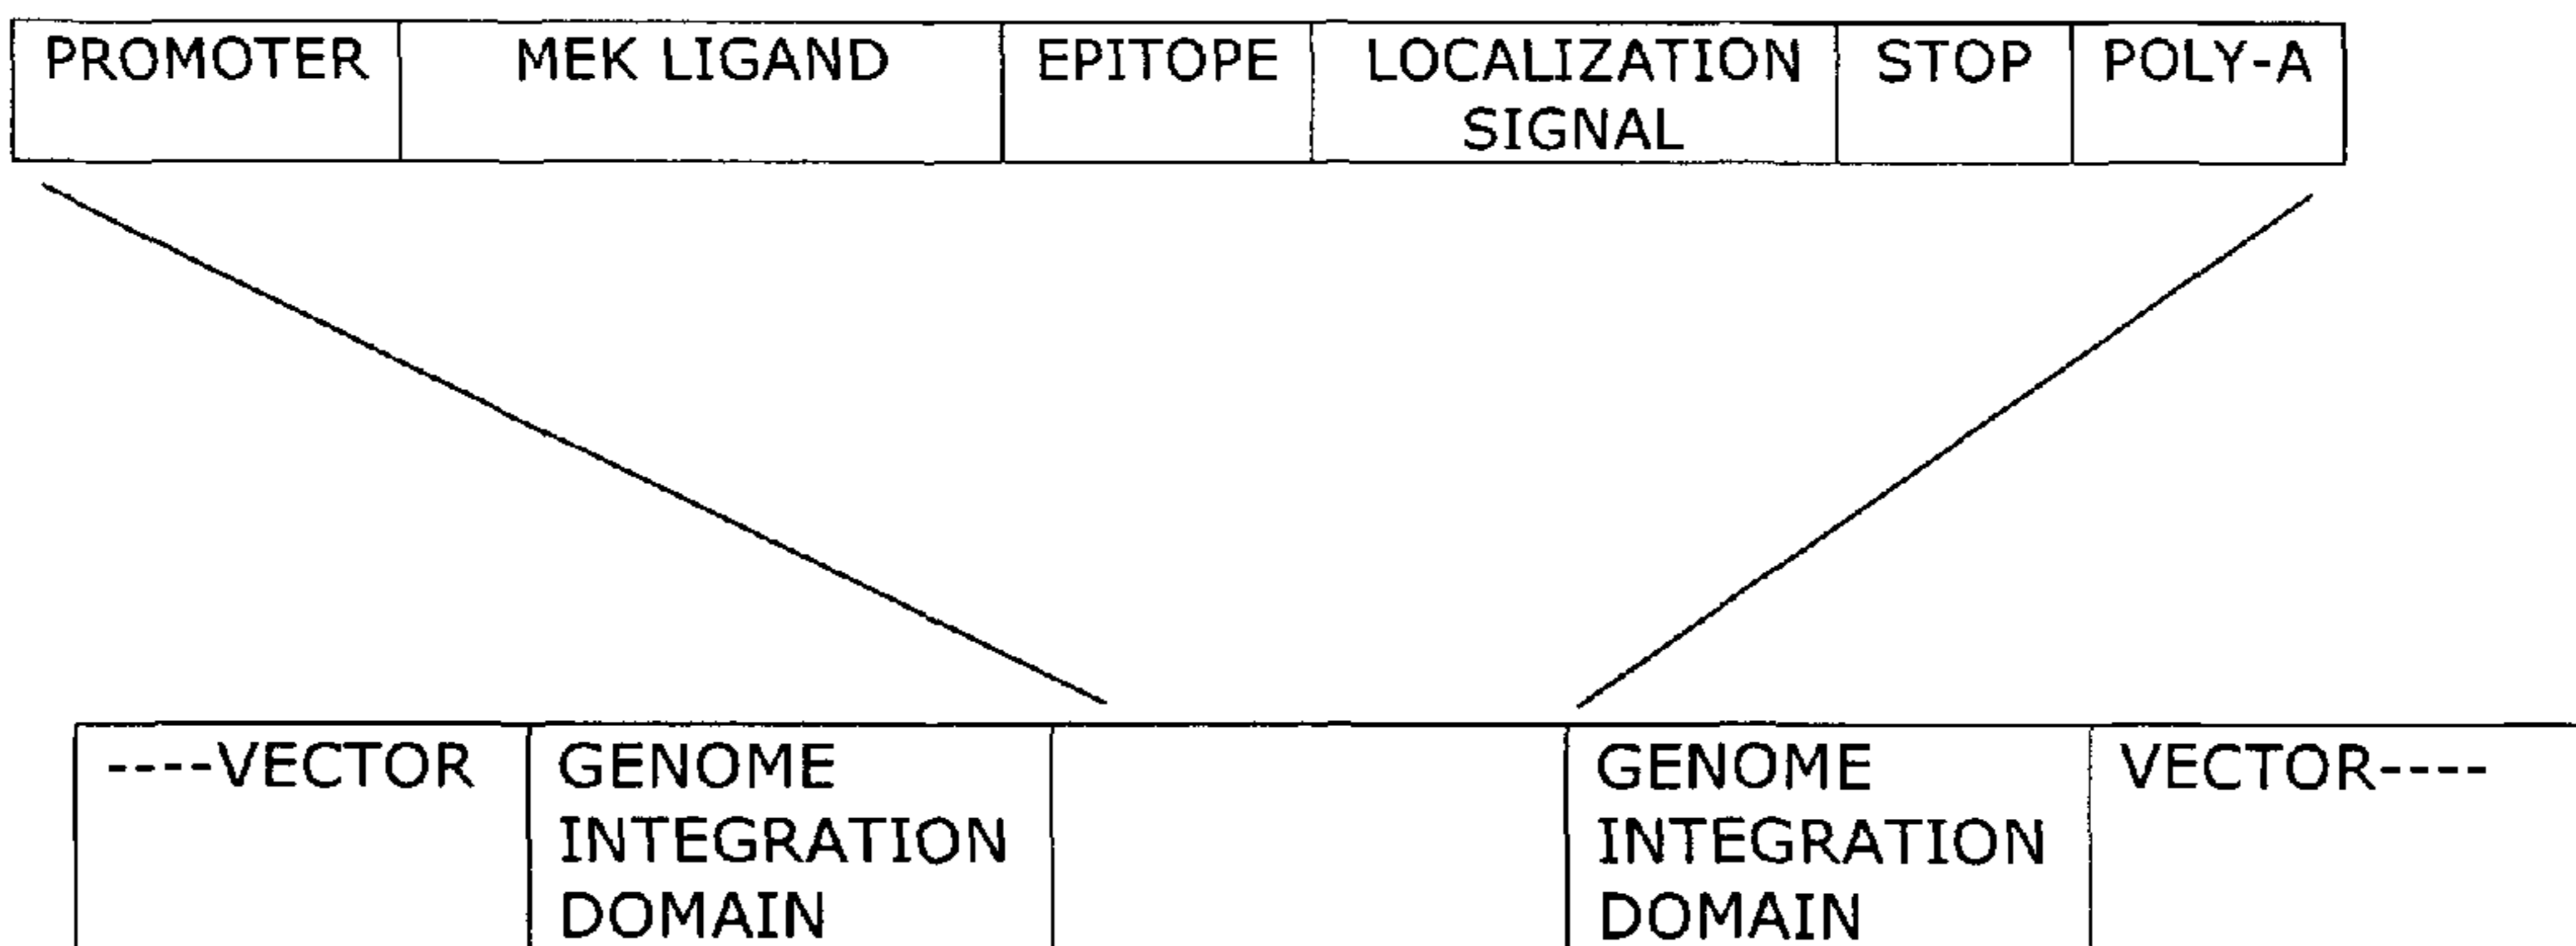 PROMOTER MEK LIGAND EPITOPE LOCALIZATION STOP POLY-A
SIGNAL
----VECTOR GENOME GENOME VECTOR----
INTEGRATION INTEGRATION
DOMAIN DOMAIN